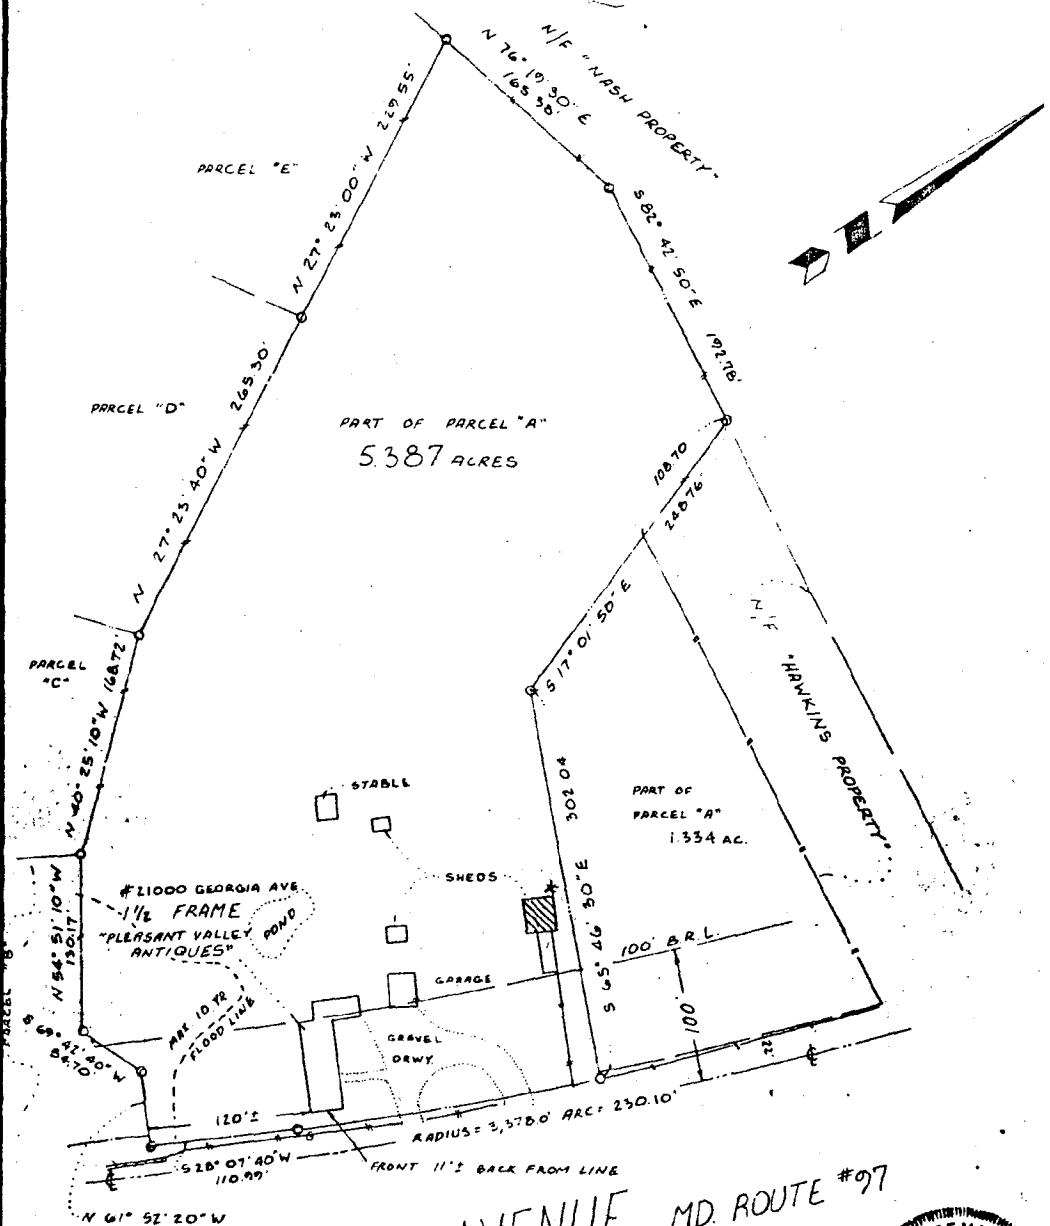 N/F "NASH PROPERTY"
N 76° 19' 30" E
165.38'
N 27° 23' 00" W 229.55'
PARCEL "E"
S 82° 42' 50" E 192.78'
PARCEL "D"
N 27° 23' 40" W 265.30'
PART OF PARCEL "A"
5.387 ACRES
108.70
248.76'
S 17° 01' 50" E
N/F "HAWKINS PROPERTY"
PARCEL
"C"
N 40° 25' 10" W 168.72'
STABLE
S 65° 46' 30" E 302.04
PART OF
PARCEL "A"
1.334 AC.
SHEDS
#21000 GEORGIA AVE
1 1/2 FRAME
"PLEASANT VALLEY
ANTIQUES"
POND
N 54° 51' 10" W
130.17'
100' B.R.L.
GARAGE
PARCEL "B"
S 69° 42' 40" W
84.70'
FLOOD LINE
GRAVEL
DRWY.
100'
22'
120'±
RADIUS = 3,378.0' ARC = 230.10'
S 28° 07' 40" W
110.99'
FRONT 11'± BACK FROM LINE
N 61° 52' 20" W
AVENUE MD. ROUTE #97